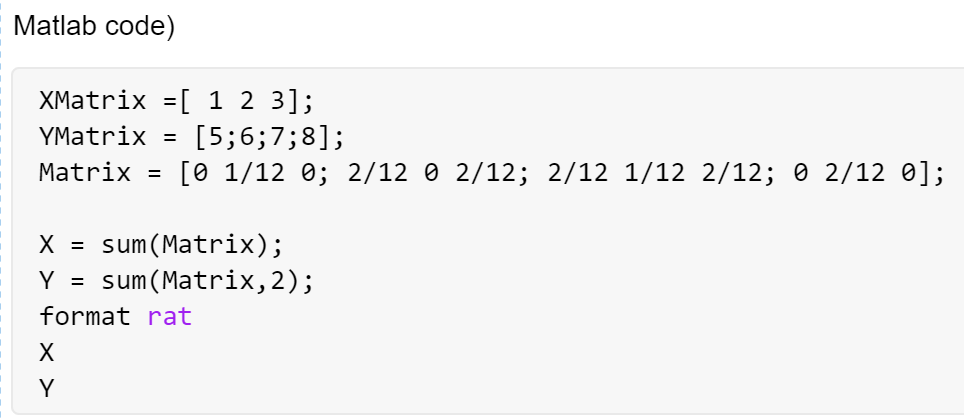 Matlab code)
XMatrix =[ 1 2 3];
YMatrix = [5;6;7;8];
Matrix = [0 1/12 0; 2/12 0 2/12; 2/12 1/12 2/12; 0 2/12 0];
X = sum(Matrix);
Y = sum(Matrix,2);
format rat
X
Y